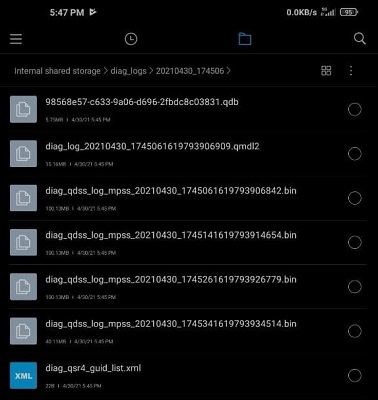 5:47 PM
0.0KB/s 5G 95
Internal shared storage > diag_logs > 20210430_174506 >
98568e57-c633-9a06-d696-2fbdc8c03831.qdb
5.75MB | 4/30/21 5:45 PM
diag_log_20210430_1745061619793906909.qmdl2
15.16MB | 4/30/21 5:45 PM
diag_qdss_log_mpss_20210430_1745061619793906842.bin
100.13MB | 4/30/21 5:45 PM
diag_qdss_log_mpss_20210430_1745141619793914654.bin
100.13MB | 4/30/21 5:45 PM
diag_qdss_log_mpss_20210430_1745261619793926779.bin
100.13MB | 4/30/21 5:45 PM
diag_qdss_log_mpss_20210430_1745341619793934514.bin
40.11MB | 4/30/21 5:45 PM
XML
diag_qsr4_guid_list.xml
22B | 4/30/21 5:45 PM